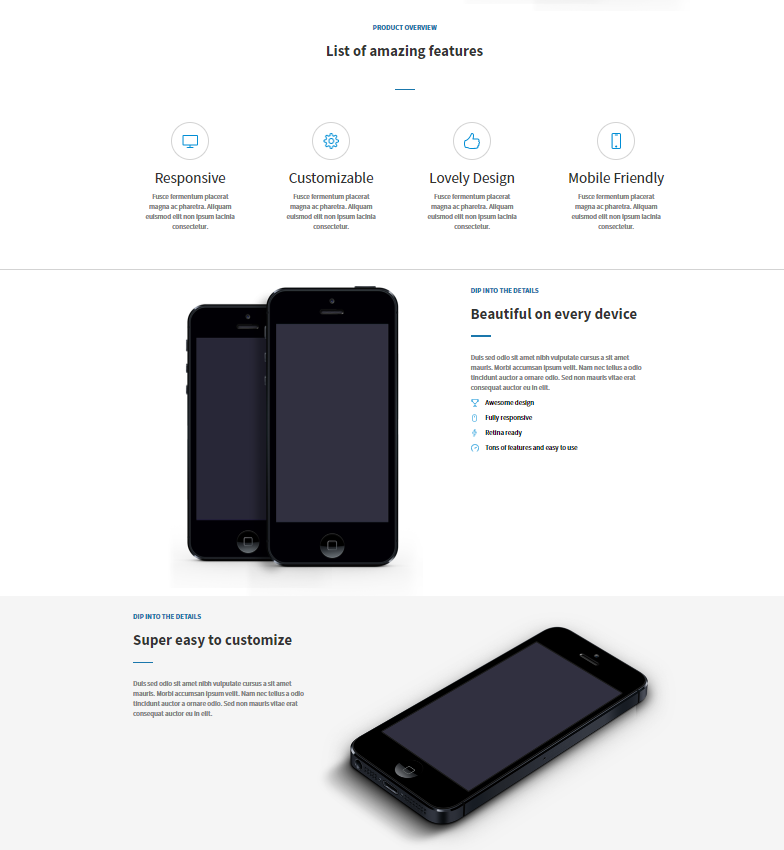 PRODUCT OVERVIEW
List of amazing features
Responsive
Fusce fermentum placerat
magna ac pharetra. Aliquam
euismod elit non ipsum lacinia
consectetur.
Customizable
Fusce fermentum placerat
magna ac pharetra. Aliquam
euismod elit non ipsum lacinia
consectetur.
Lovely Design
Fusce fermentum placerat
magna ac pharetra. Aliquam
euismod elit non ipsum lacinia
consectetur.
Mobile Friendly
Fusce fermentum placerat
magna ac pharetra. Aliquam
euismod elit non ipsum lacinia
consectetur.
DIP INTO THE DETAILS
Beautiful on every device
Duis sed odio sit amet nibh vulputate cursus a sit amet
mauris. Morbi accumsan ipsum velit. Nam nec tellus a odio
tincidunt auctor a ornare odio. Sed non mauris vitae erat
consequat auctor eu in elit.
Awesome design
Fully responsive
Retina ready
Tons of features and easy to use
DIP INTO THE DETAILS
Super easy to customize
Duis sed odio sit amet nibh vulputate cursus a sit amet
mauris. Morbi accumsan ipsum velit. Nam nec tellus a odio
tincidunt auctor a ornare odio. Sed non mauris vitae erat
consequat auctor eu in elit.